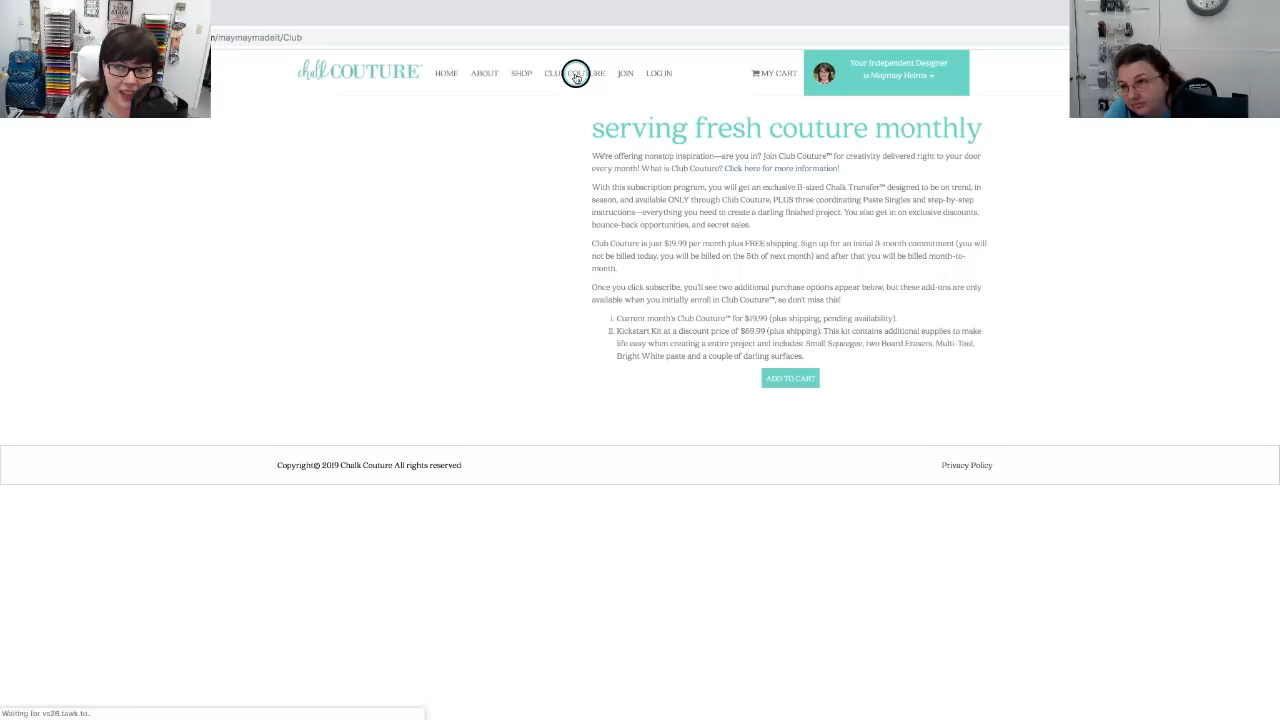 n/maymaymadeit/Club
chalk COUTURE™
HOME ABOUT SHOP CLUB COUTURE JOIN LOG IN MY CART
Your Independent Designer
is Maymay Heims
serving fresh couture monthly
We're offering nonstop inspiration—are you in? Join Club Couture™ for creativity delivered right to your door
every month! What is Club Couture? Click here for more information!
With this subscription program, you will get an exclusive B-sized Chalk Transfer™ designed to be on trend, in
season, and available ONLY through Club Couture, PLUS three coordinating Paste Singles and step-by-step
instructions—everything you need to create a darling finished project. You also get in on exclusive discounts,
bounce-back opportunities, and secret sales.
Club Couture is just $19.99 per month plus FREE shipping. Sign up for an initial 3-month commitment (you will
not be billed today, you will be billed on the 5th of next month) and after that you will be billed month-to-
month.
Once you click subscribe, you'll see two additional purchase options appear below, but these add-ons are only
available when you initially enroll in Club Couture™, so don't miss this!
1. Current month's Club Couture™ for $19.99 (plus shipping, pending availability).
2. Kickstart Kit at a discount price of $69.99 (plus shipping). This kit contains additional supplies to make
life easy when creating a entire project and includes: Small Squeegee, two Board Erasers, Multi-Tool,
Bright White paste and a couple of darling surfaces.
ADD TO CART
Copyright© 2019 Chalk Couture All rights reserved
Privacy Policy
Waiting for vs26.tawk.to...